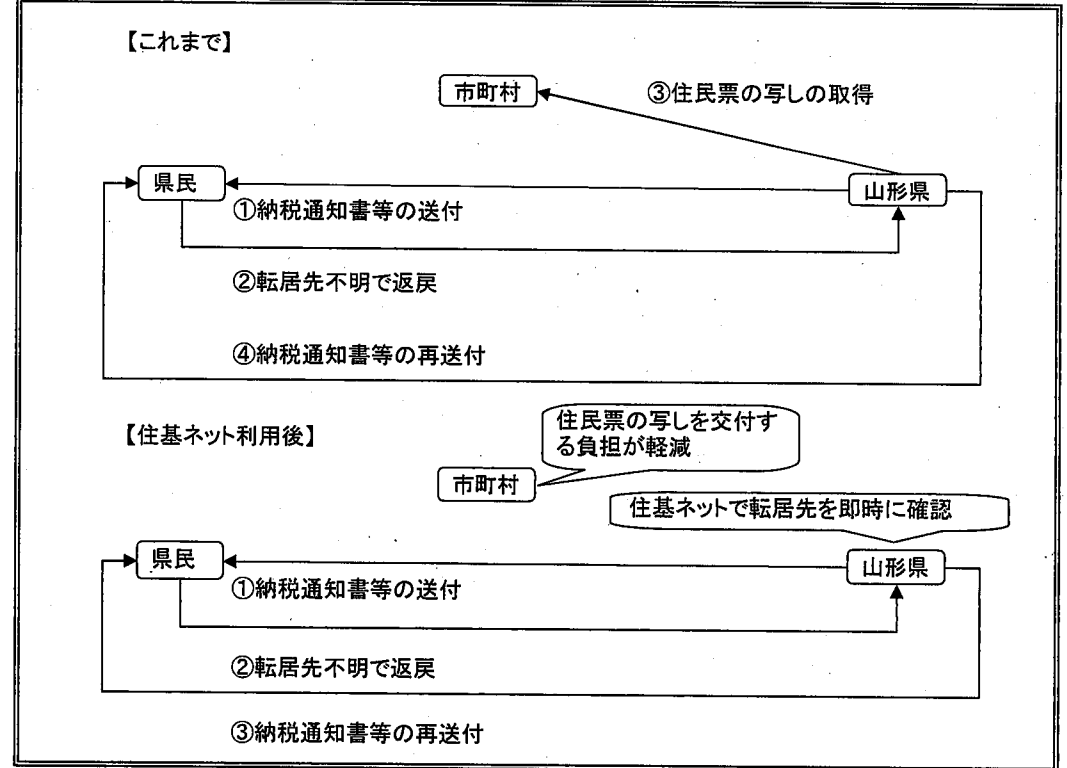 【これまで】
市町村
③住民票の写しの取得
県民
山形県
①納税通知書等の送付
②転居先不明で返戻
④納税通知書等の再送付
【住基ネット利用後】
住民票の写しを交付す
る負担が軽減
市町村
住基ネットで転居先を即時に確認
県民
山形県
①納税通知書等の送付
②転居先不明で返戻
③納税通知書等の再送付